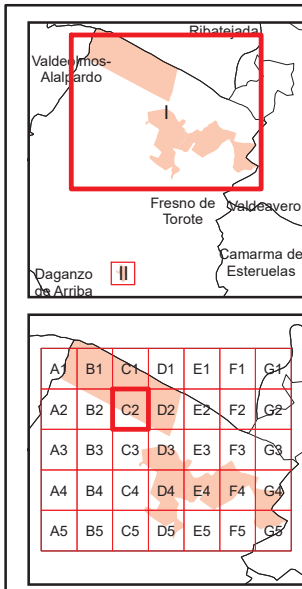 Ribatejada
Valdeolmos-
Alalpardo
I
Fresno de
Torote
Valdeavero
Camarma de
Esteruelas
Daganzo
de Arriba
II
A1 B1 C1 D1 E1 F1 G1
A2 B2 C2 D2 E2 F2 G2
A3 B3 C3 D3 E3 F3 G3
A4 B4 C4 D4 E4 F4 G4
A5 B5 C5 D5 E5 F5 G5